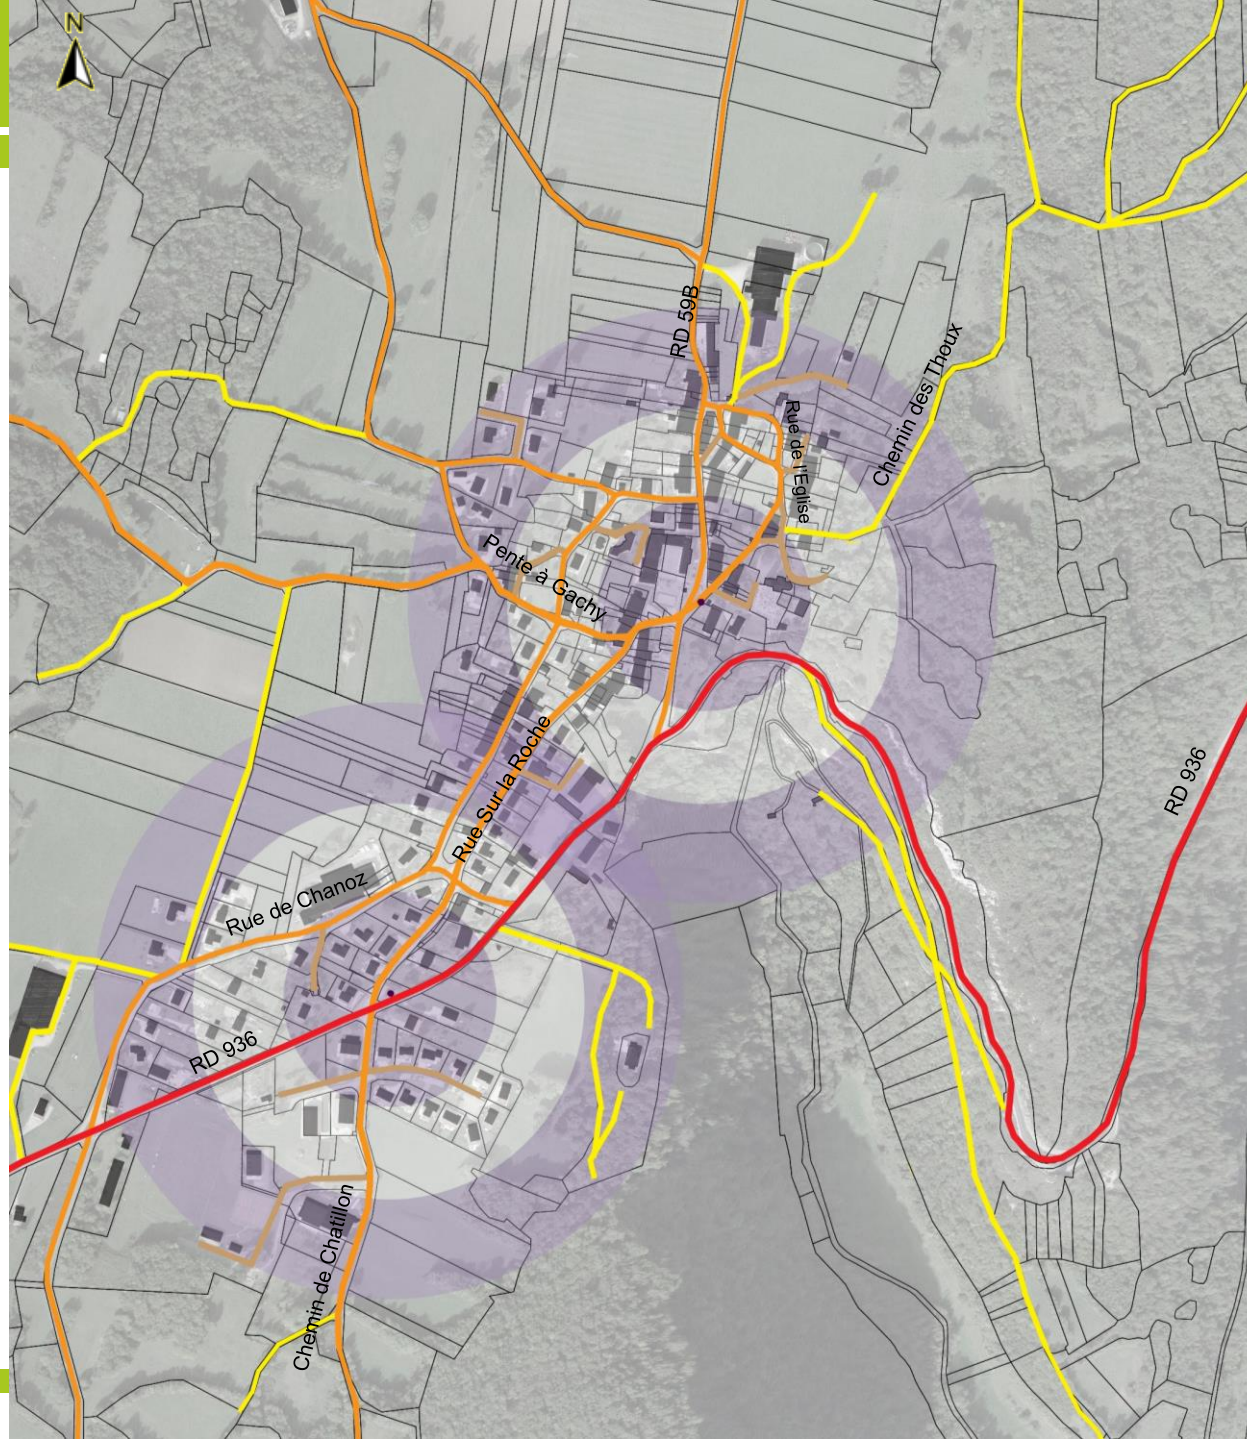 N
RD 59B
Chemin des Thoux
Rue de l'Eglise
Pente à Gachy
Rue Sur la Roche
RD 936
Rue de Chanoz
RD 936
Chemin de Chatillon